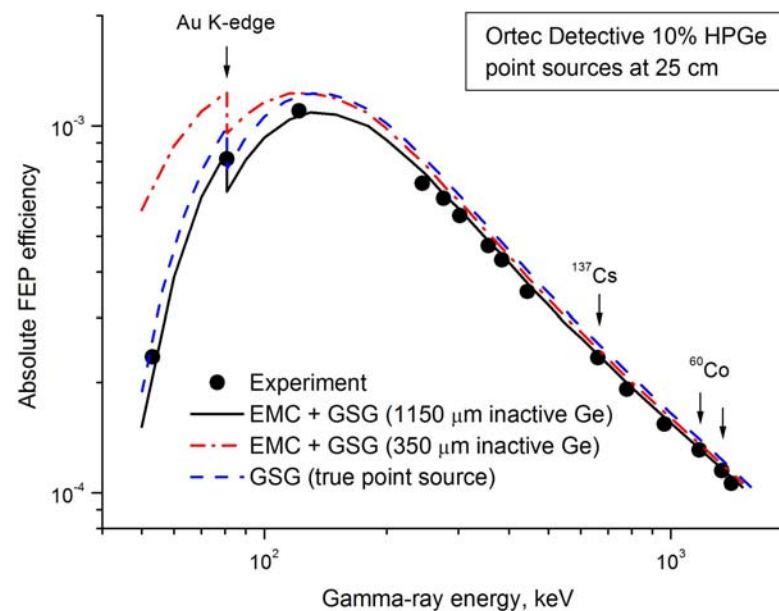 Au K-edge
Ortec Detective 10% HPGe
point sources at 25 cm
10⁻³
Absolute FEP efficiency
¹³⁷Cs
⁶⁰Co
Experiment
EMC + GSG (1150 μm inactive Ge)
EMC + GSG (350 μm inactive Ge)
GSG (true point source)
10⁻⁴
10²
10³
Gamma-ray energy, keV